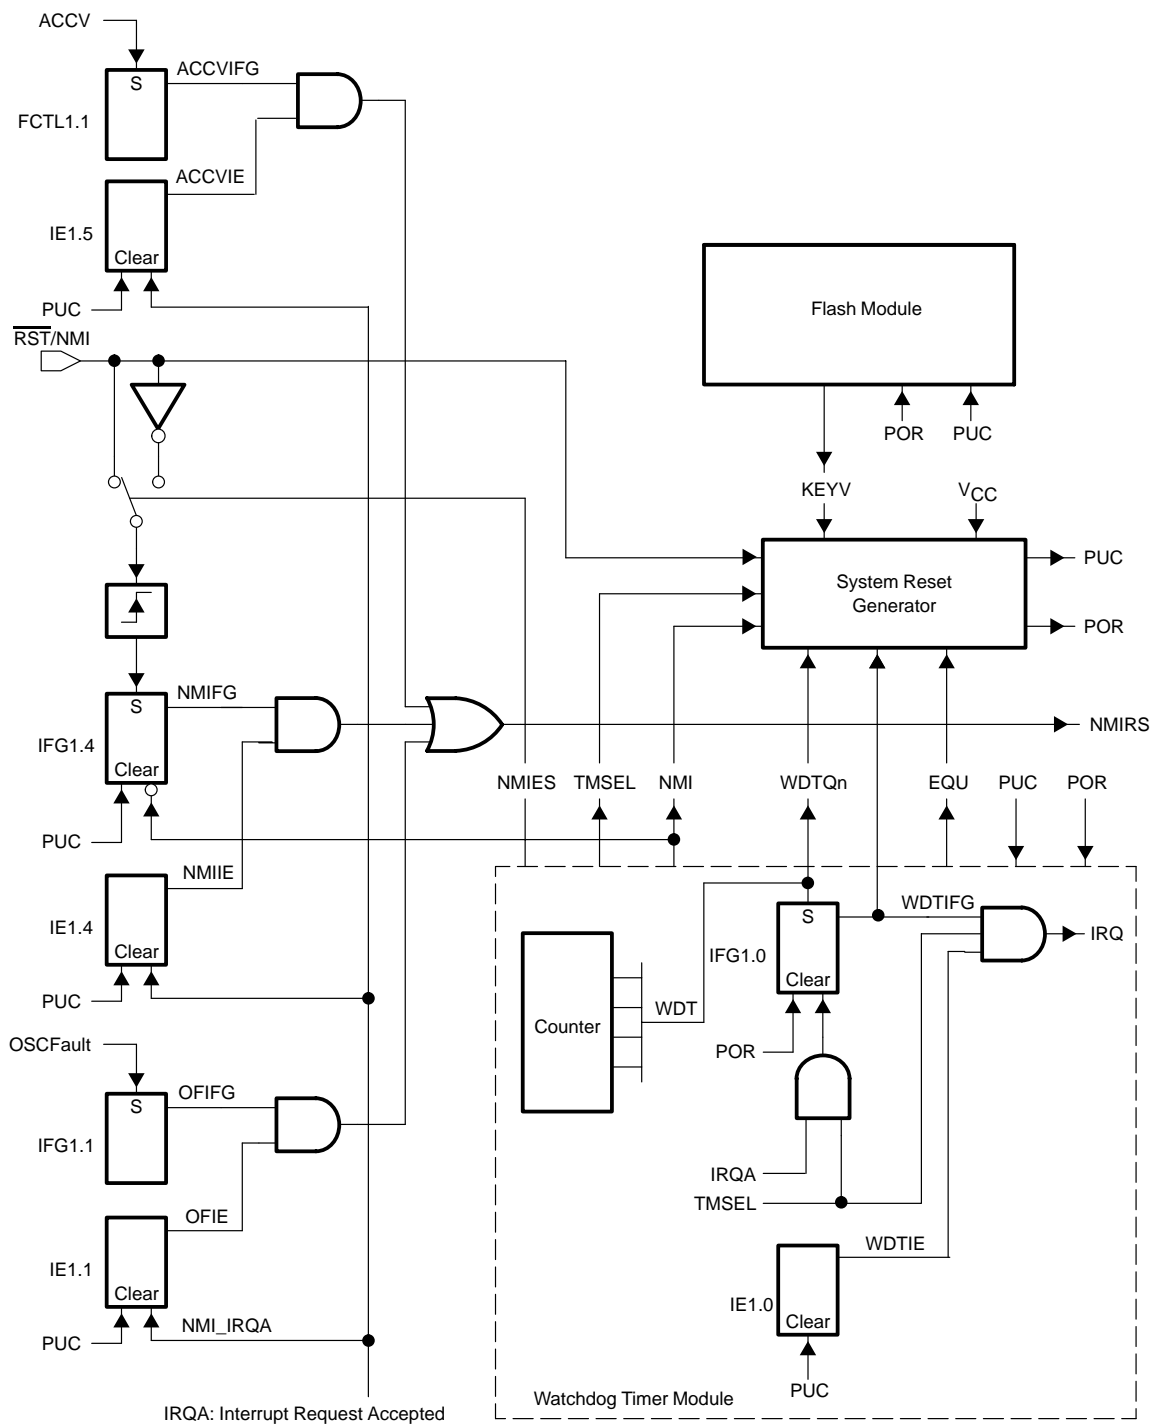 ACCV
S
ACCVIFG
FCTL1.1
ACCVIE
IE1.5
Clear
PUC
RST/NMI
Flash Module
POR
PUC
KEYV
VCC
System Reset
Generator
PUC
POR
S
NMIFG
IFG1.4
Clear
NMIRS
NMIES
TMSEL
NMI
WDTQn
EQU
PUC
POR
PUC
NMIIE
IE1.4
Clear
PUC
S
WDTIFG
IRQ
IFG1.0
Clear
Counter
WDT
POR
OSCFault
S
OFIFG
IFG1.1
IRQA
TMSEL
OFIE
IE1.1
Clear
WDTIE
IE1.0
Clear
NMI_IRQA
PUC
PUC
Watchdog Timer Module
IRQA: Interrupt Request Accepted